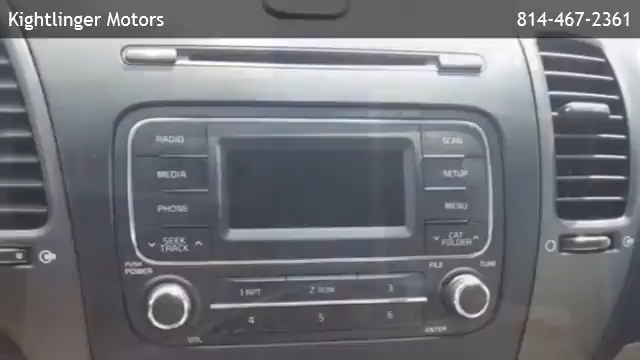 Kightlinger Motors 814-467-2361
RADIO SCAN
MEDIA SETUP
PHONE MENU
SEEK TRACK CAT FOLDER
PUSH POWER FILE TUNE
1 RPT 2 RDN 3
4 5 6
VOL ENTER